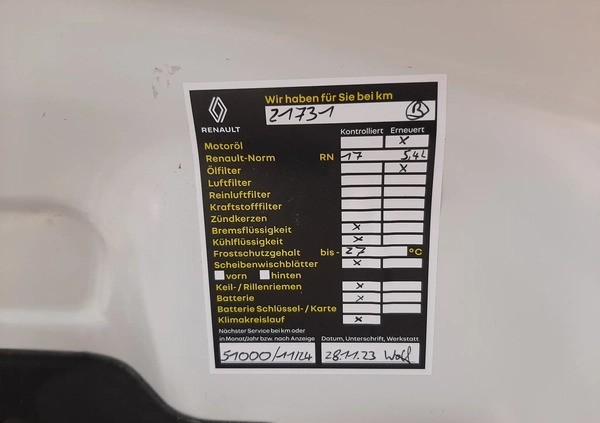 Wir haben für Sie bei km
RENAULT
21731 B
Kontrolliert Erneuert
Motoröl x
Renault-Norm RN 17 5,4L
Ölfilter x
Luftfilter
Reinluftfilter
Kraftstofffilter
Zündkerzen
Bremsflüssigkeit x
Kühlflüssigkeit x
Frostschutzgehalt bis - 27 °C
Scheibenwischblätter x
vorn hinten
Keil-/ Rillenriemen x
Batterie x
Batterie Schlüssel-/ Karte
Klimakreislauf x
Nächster Service bei km oder
in Monat/Jahr bzw. nach Anzeige Datum, Unterschrift, Werkstatt
51000/11/24 28.11.23 Wolf